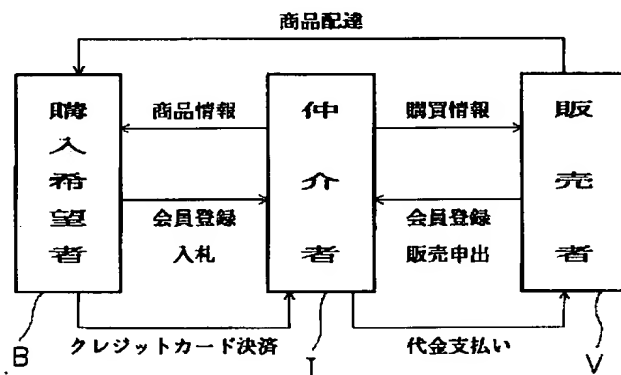 商品配達
購入希望者
商品情報
仲介者
購買情報
販売者
会員登録
入札
会員登録
販売申出
クレジットカード決済
代金支払い
B
I
V